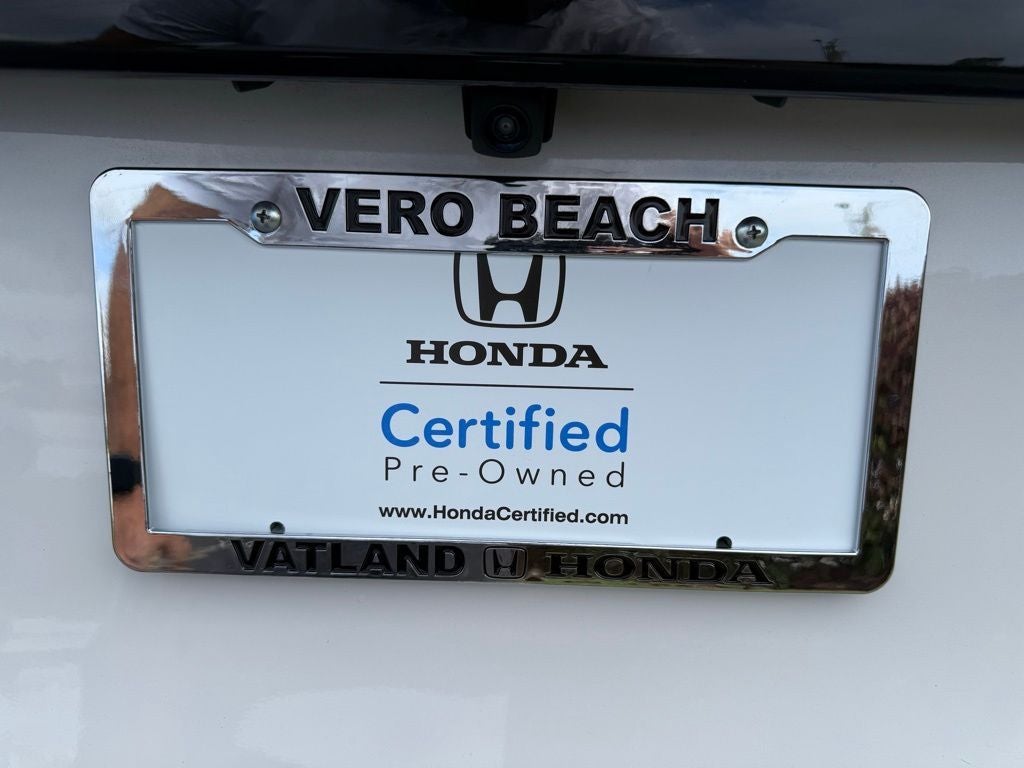 VERO BEACH
HONDA
Certified
Pre-Owned
www.HondaCertified.com
VATLAND HONDA